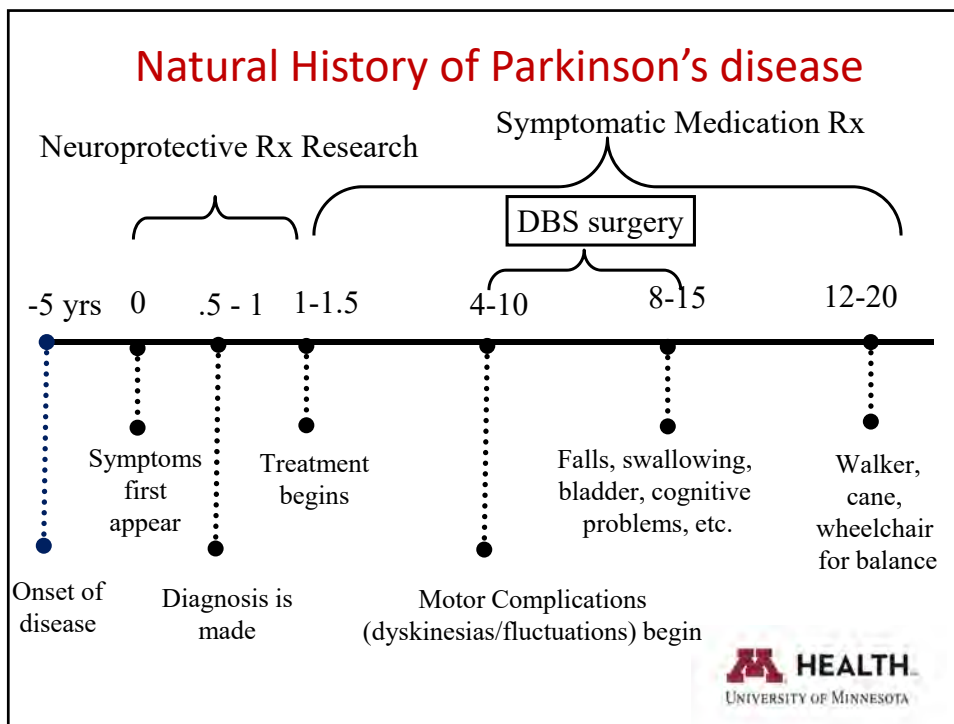 Natural History of Parkinson's disease
Symptomatic Medication Rx
Neuroprotective Rx Research
DBS surgery
-5 yrs 0 .5 - 1 1-1.5 4-10 8-15 12-20
Symptoms
first
appear
Treatment
begins
Falls, swallowing,
bladder, cognitive
problems, etc.
Walker,
cane,
wheelchair
for balance
Onset of
disease
Diagnosis is
made
Motor Complications
(dyskinesias/fluctuations) begin
M HEALTH
UNIVERSITY OF MINNESOTA